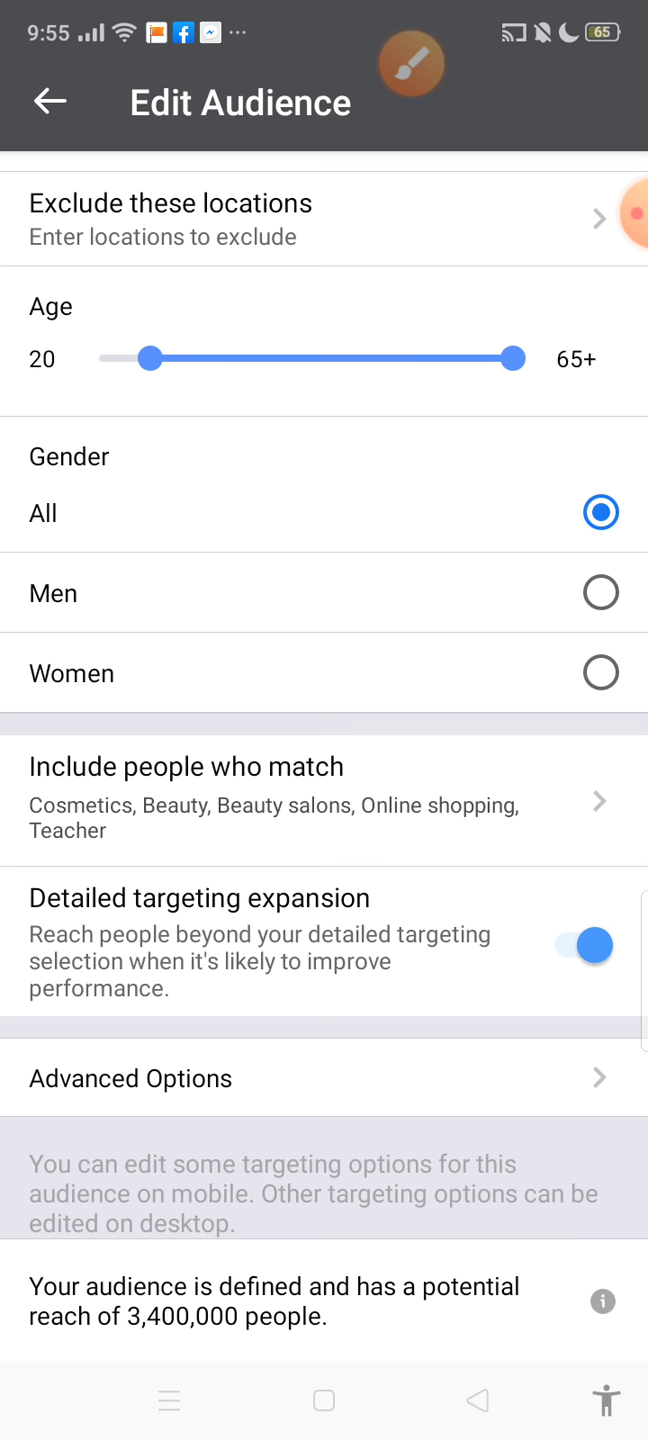 9:55
65
Edit Audience
Exclude these locations
Enter locations to exclude
Age
20
65+
Gender
All
Men
Women
Include people who match
Cosmetics, Beauty, Beauty salons, Online shopping,
Teacher
Detailed targeting expansion
Reach people beyond your detailed targeting
selection when it's likely to improve
performance.
Advanced Options
You can edit some targeting options for this
audience on mobile. Other targeting options can be
edited on desktop.
Your audience is defined and has a potential
reach of 3,400,000 people.